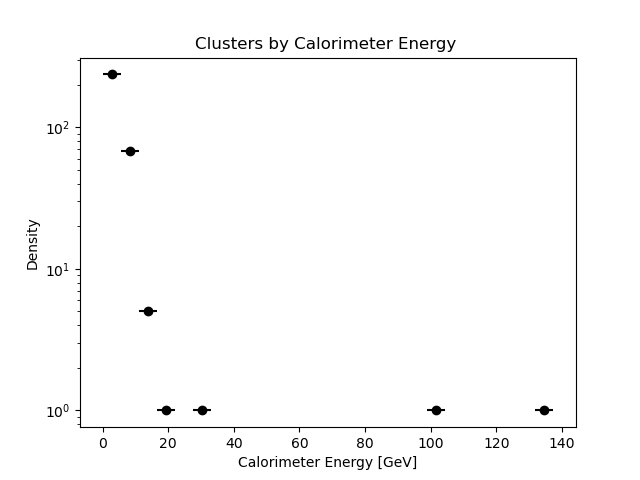 Clusters by Calorimeter Energy
Density
10²
10¹
10⁰
0 20 40 60 80 100 120 140
Calorimeter Energy [GeV]